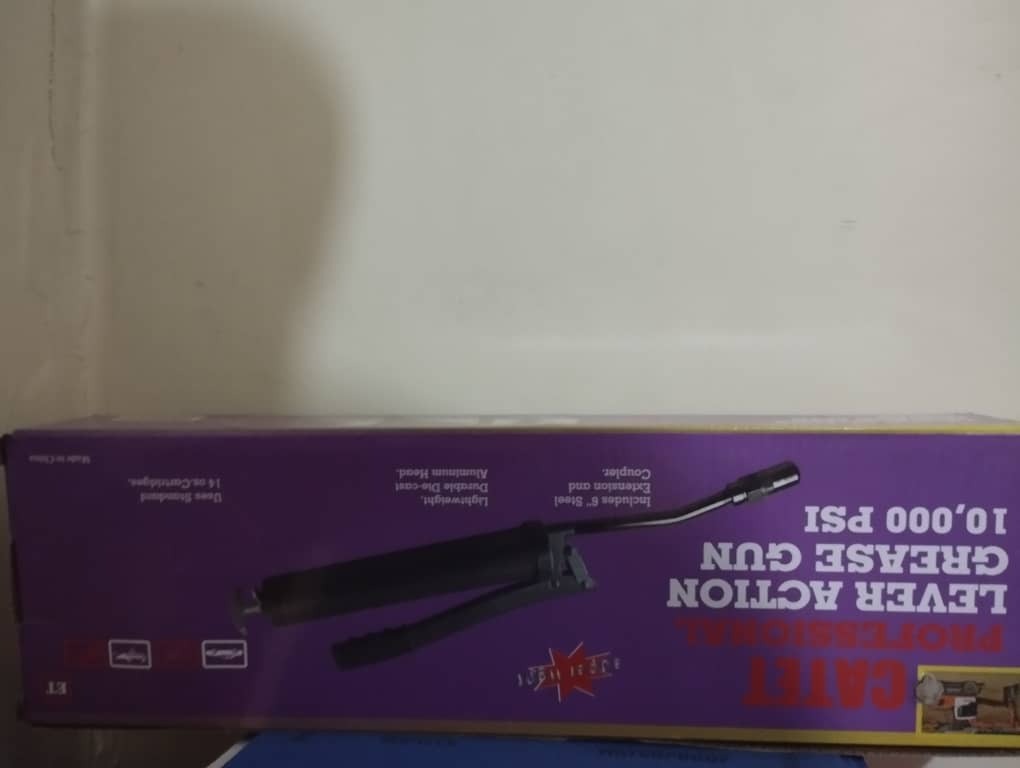 ET
CATET
PROFESSIONAL
LEVER ACTION
GREASE GUN
10,000 PSI
Includes 6" Steel
Extension and
Coupler.
Lightweight,
Durable Die-cast
Aluminum Head.
Uses Standard
14 oz.Cartridges.
Made in China